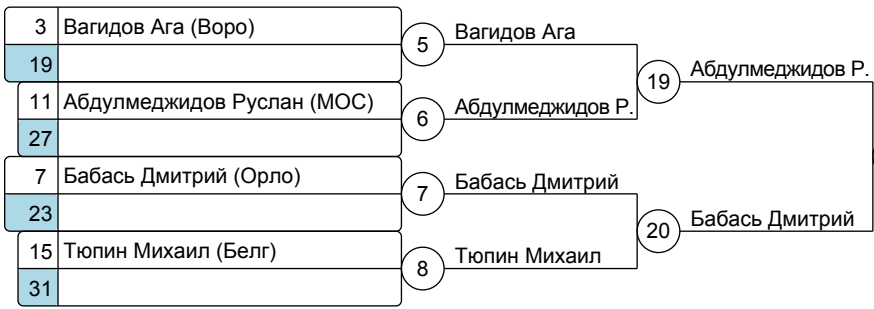 3 Вагидов Ага (Воро)
19
5 Вагидов Ага
11 Абдулмеджидов Руслан (МОС)
27
6 Абдулмеджидов Р.
19 Абдулмеджидов Р.
7 Бабась Дмитрий (Орло)
23
7 Бабась Дмитрий
15 Тюпин Михаил (Белг)
31
8 Тюпин Михаил
20 Бабась Дмитрий